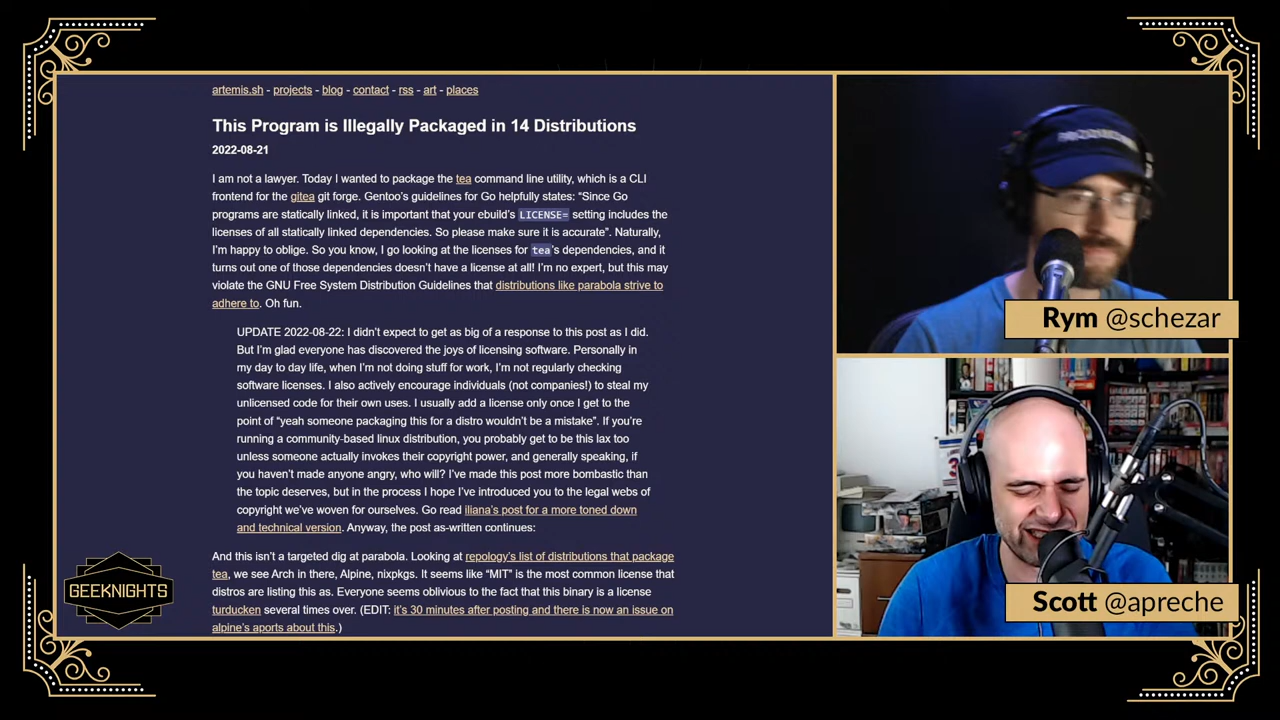 artemis.sh - projects - blog - contact - rss - art - places
This Program is Illegally Packaged in 14 Distributions
2022-08-21
I am not a lawyer. Today I wanted to package the tea command line utility, which is a CLI
frontend for the gitea git forge. Gentoo's guidelines for Go helpfully states: “Since Go
programs are statically linked, it is important that your ebuild's LICENSE= setting includes the
licenses of all statically linked dependencies. So please make sure it is accurate”. Naturally,
I'm happy to oblige. So you know, I go looking at the licenses for tea's dependencies, and it
turns out one of those dependencies doesn't have a license at all! I'm no expert, but this may
violate the GNU Free System Distribution Guidelines that distributions like parabola strive to
adhere to. Oh fun.
UPDATE 2022-08-22: I didn't expect to get as big of a response to this post as I did.
But I'm glad everyone has discovered the joys of licensing software. Personally in
my day to day life, when I'm not doing stuff for work, I'm not regularly checking
software licenses. I also actively encourage individuals (not companies!) to steal my
unlicensed code for their own uses. I usually add a license only once I get to the
point of “yeah someone packaging this for a distro wouldn't be a mistake”. If you're
running a community-based linux distribution, you probably get to be this lax too
unless someone actually invokes their copyright power, and generally speaking, if
you haven't made anyone angry, who will? I've made this post more bombastic than
the topic deserves, but in the process I hope I've introduced you to the legal webs of
copyright we've woven for ourselves. Go read iliana's post for a more toned down
and technical version. Anyway, the post as-written continues:
And this isn't a targeted dig at parabola. Looking at repology's list of distributions that package
tea, we see Arch in there, Alpine, nixpkgs. It seems like “MIT” is the most common license that
distros are listing this as. Everyone seems oblivious to the fact that this binary is a license
turducken several times over. (EDIT: it's 30 minutes after posting and there is now an issue on
alpine's aports about this.)
GEEKNIGHTS
Rym @schezar
Scott @apreche